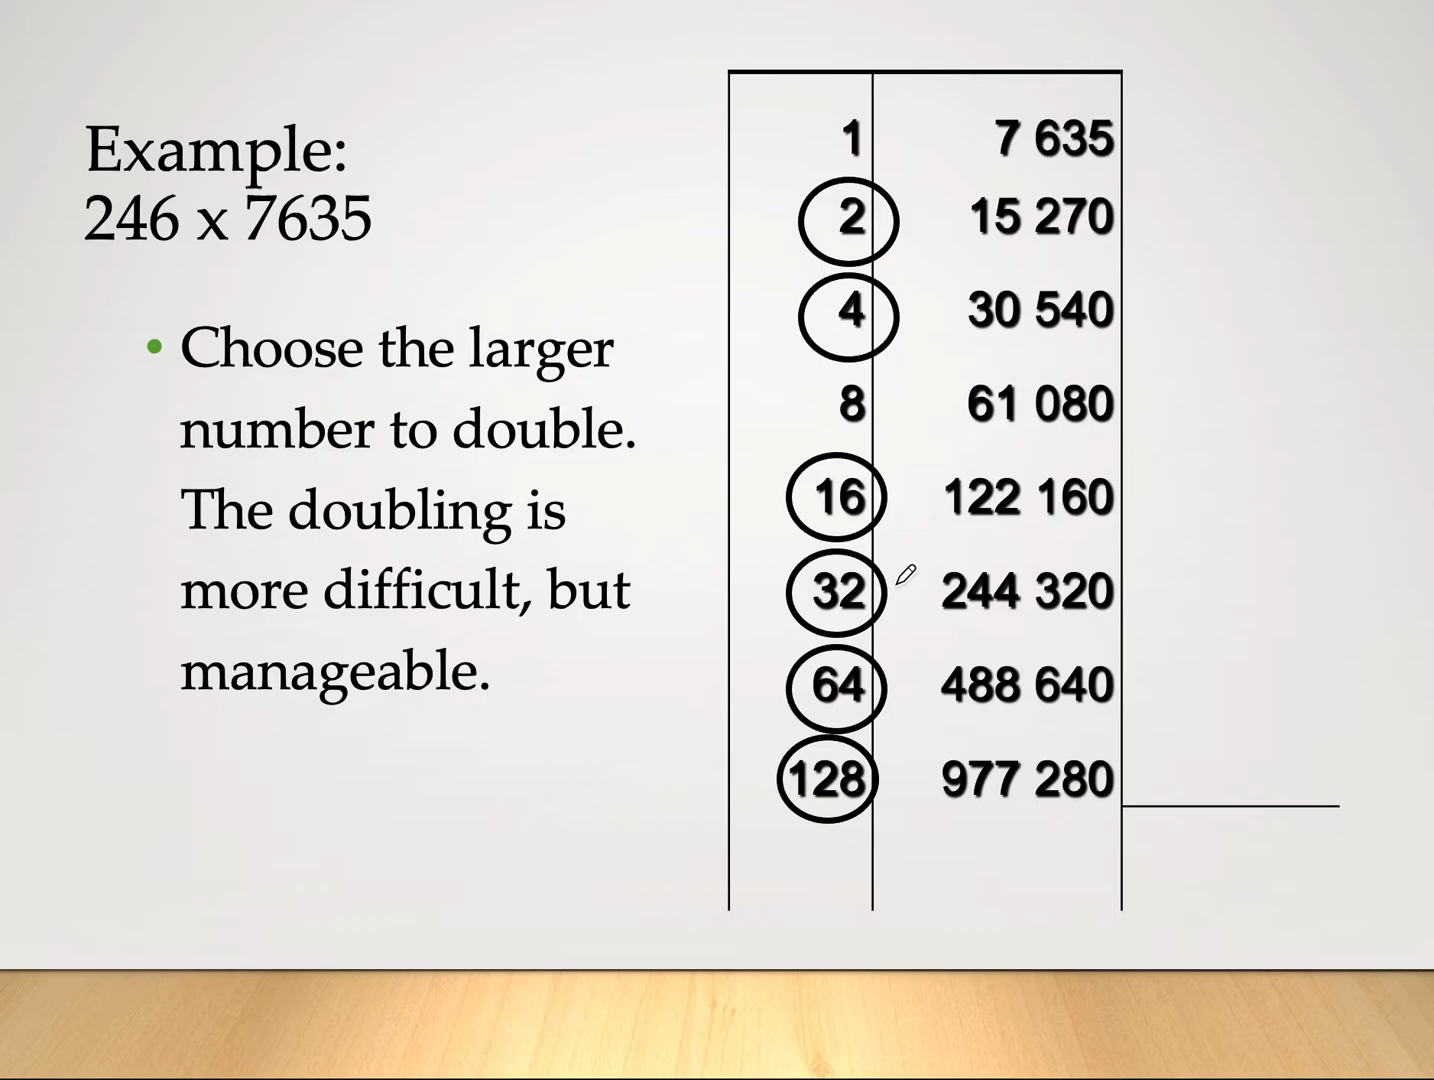 Example:
246 x 7635
• Choose the larger
number to double.
The doubling is
more difficult, but
manageable.
1 7 635
2 15 270
4 30 540
8 61 080
16 122 160
32 244 320
64 488 640
128 977 280